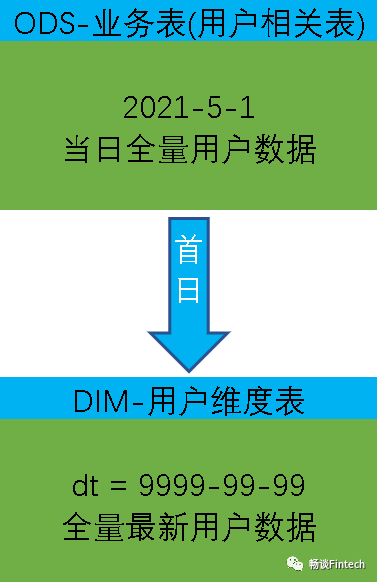 ODS-业务表(用户相关表)
2021-5-1
当日全量用户数据
首
日
DIM-用户维度表
dt = 9999-99-99
全量最新用户数据
畅谈Fintech